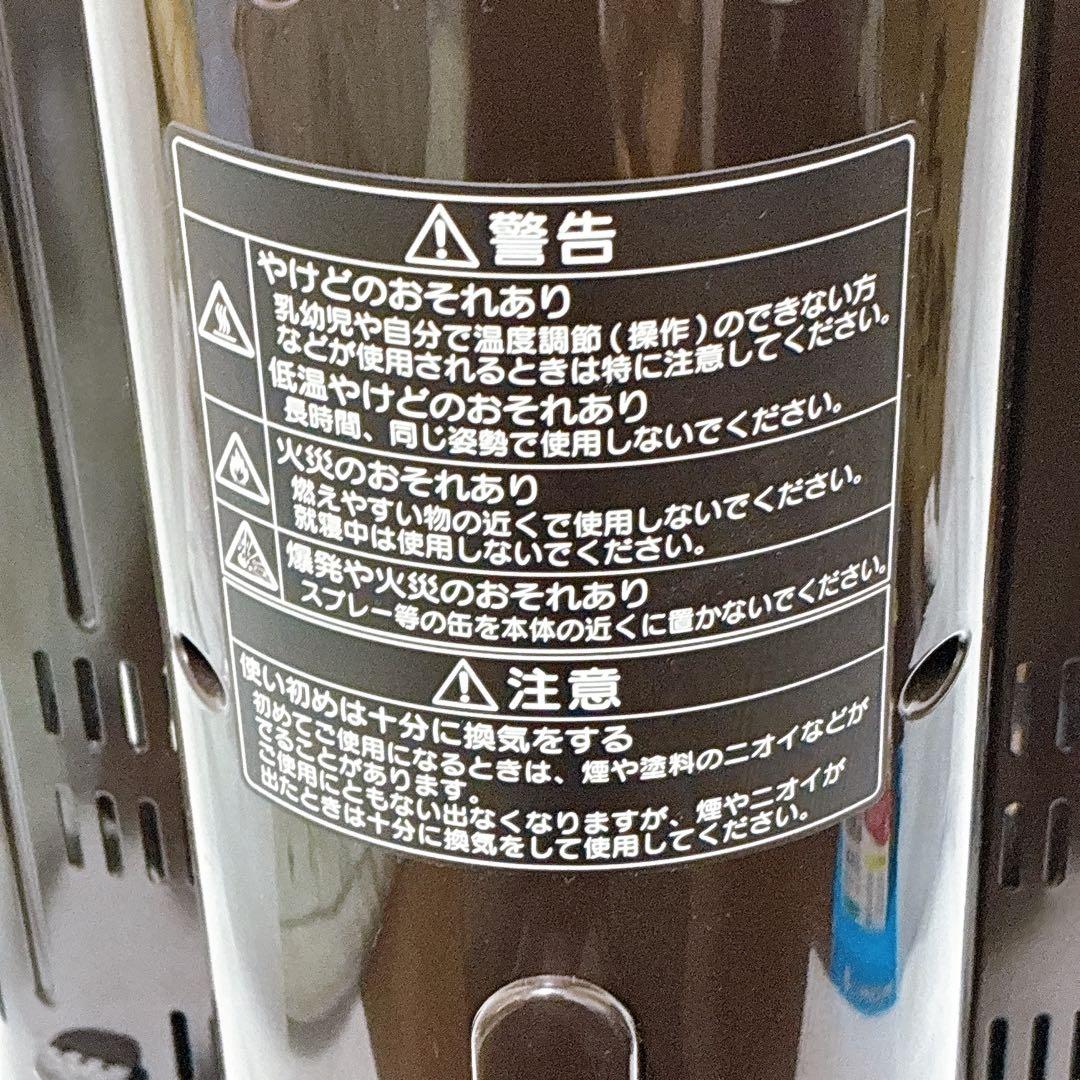 警告
やけどのおそれあり
乳幼児や自分で温度調節(操作)のできない方
などが使用されるときは特に注意してください。
低温やけどのおそれあり
長時間、同じ姿勢で使用しないでください。
火災のおそれあり
燃えやすい物の近くで使用しないでください。
就寝中は使用しないでください。
爆発や火災のおそれあり
スプレー等の缶を本体の近くに置かないでください。
注意
使い初めは十分に換気をする
初めてご使用になるときは、煙や塗料のニオイなどが
でることがあります。
ご使用にともない出なくなりますが、煙やニオイが
出たときは十分に換気をして使用してください。